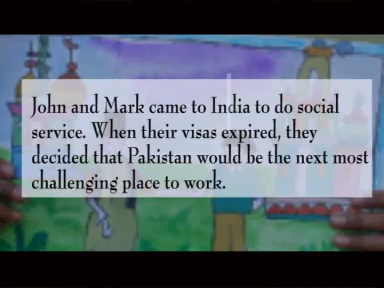 John and Mark came to India to do social
service. When their visas expired, they
decided that Pakistan would be the next most
challenging place to work.